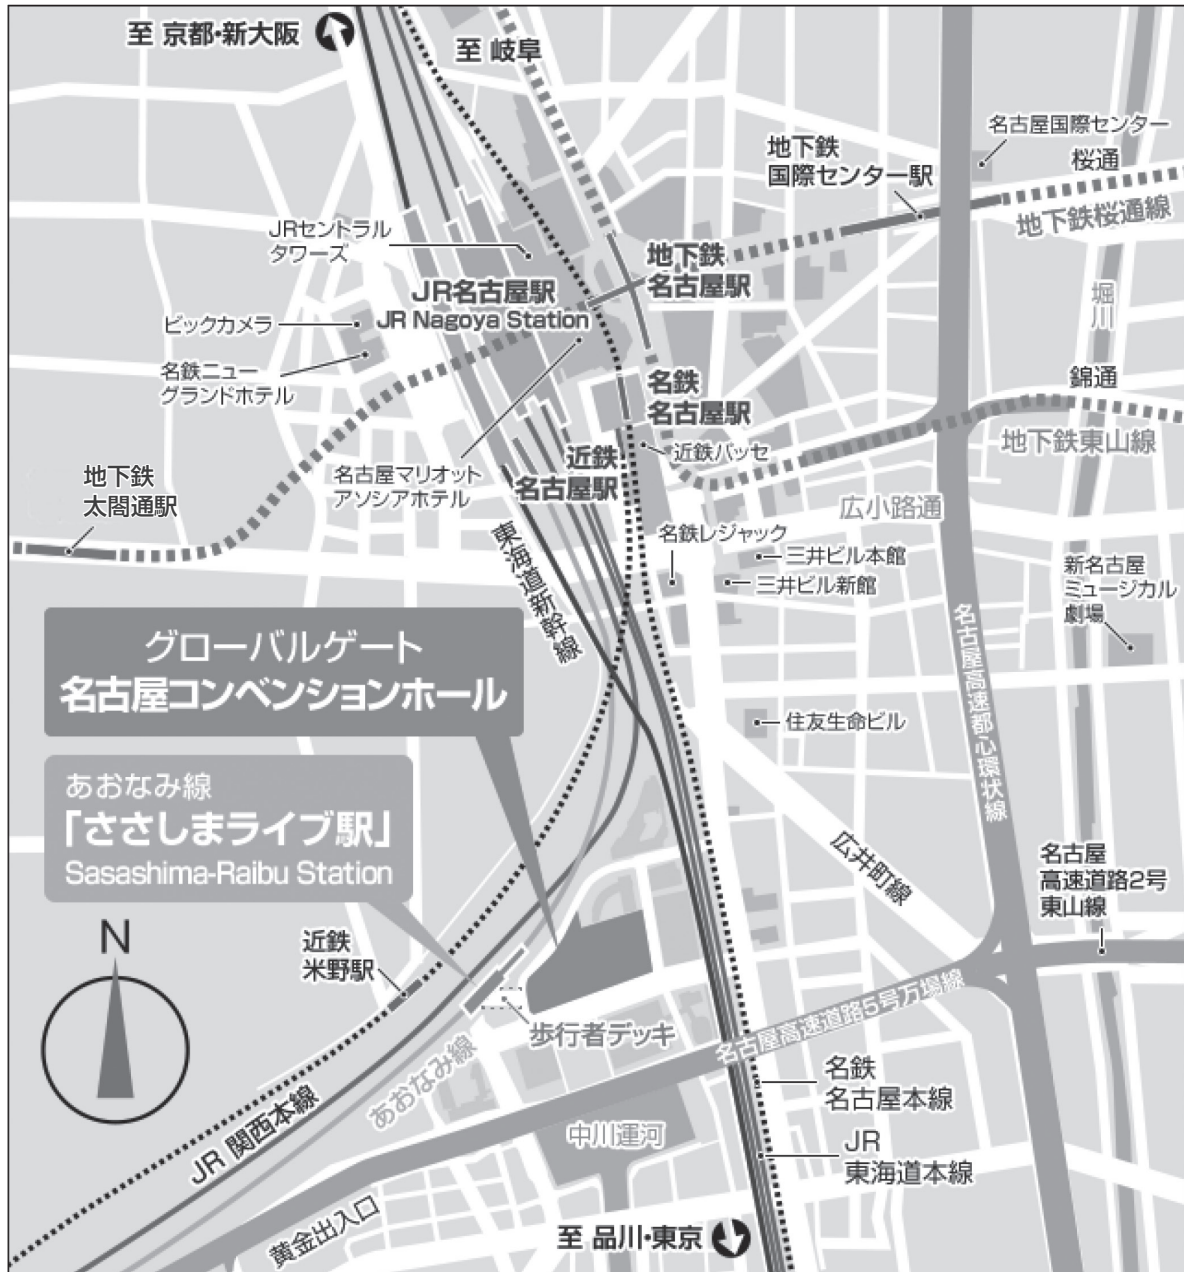 至 京都・新大阪
至 岐阜
名古屋国際センター
地下鉄
国際センター駅
桜通
地下鉄桜通線
JRセントラル
タワーズ
地下鉄
名古屋駅
JR名古屋駅
JR Nagoya Station
堀川
ビックカメラ
名鉄ニュー
グランドホテル
名鉄
名古屋駅
錦通
地下鉄東山線
近鉄パッセ
近鉄
名古屋駅
名古屋マリオット
アソシアホテル
地下鉄
太閤通駅
広小路通
名鉄レジャック
三井ビル本館
三井ビル新館
新名古屋
ミュージカル
劇場
東海道新幹線
名古屋高速都心環状線
グローバルゲート
名古屋コンベンションホール
住友生命ビル
あおなみ線
「ささしまライブ駅」
Sasashima-Raibu Station
広井町線
名古屋
高速道路2号
東山線
N
近鉄
米野駅
歩行者デッキ
名古屋高速道路5号万場線
あおなみ線
JR 関西本線
名鉄
名古屋本線
中川運河
JR
東海道本線
黄金出入口
至 品川・東京